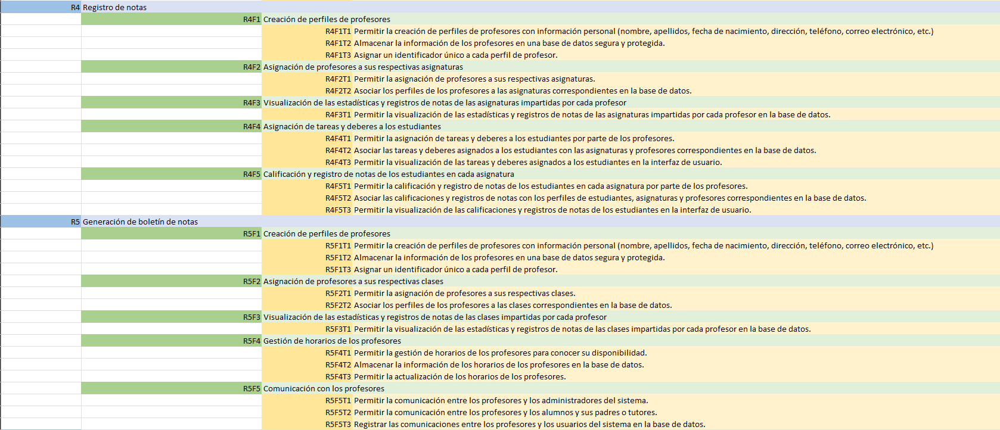 R4 Registro de notas
R4F1 Creación de perfiles de profesores
R4F1T1 Permitir la creación de perfiles de profesores con información personal (nombre, apellidos, fecha de nacimiento, dirección, teléfono, correo electrónico, etc.)
R4F1T2 Almacenar la información de los profesores en una base de datos segura y protegida.
R4F1T3 Asignar un identificador único a cada perfil de profesor.
R4F2 Asignación de profesores a sus respectivas asignaturas
R4F2T1 Permitir la asignación de profesores a sus respectivas asignaturas.
R4F2T2 Asociar los perfiles de los profesores a las asignaturas correspondientes en la base de datos.
R4F3 Visualización de las estadísticas y registros de notas de las asignaturas impartidas por cada profesor
R4F3T1 Permitir la visualización de las estadísticas y registros de notas de las asignaturas impartidas por cada profesor en la base de datos.
R4F4 Asignación de tareas y deberes a los estudiantes
R4F4T1 Permitir la asignación de tareas y deberes a los estudiantes por parte de los profesores.
R4F4T2 Asociar las tareas y deberes asignados a los estudiantes con las asignaturas y profesores correspondientes en la base de datos.
R4F4T3 Permitir la visualización de las tareas y deberes asignados a los estudiantes en la interfaz de usuario.
R4F5 Calificación y registro de notas de los estudiantes en cada asignatura
R4F5T1 Permitir la calificación y registro de notas de los estudiantes en cada asignatura por parte de los profesores.
R4F5T2 Asociar las calificaciones y registros de notas con los perfiles de estudiantes, asignaturas y profesores correspondientes en la base de datos.
R4F5T3 Permitir la visualización de las calificaciones y registros de notas de los estudiantes en la interfaz de usuario.
R5 Generación de boletín de notas
R5F1 Creación de perfiles de profesores
R5F1T1 Permitir la creación de perfiles de profesores con información personal (nombre, apellidos, fecha de nacimiento, dirección, teléfono, correo electrónico, etc.)
R5F1T2 Almacenar la información de los profesores en una base de datos segura y protegida.
R5F1T3 Asignar un identificador único a cada perfil de profesor.
R5F2 Asignación de profesores a sus respectivas clases
R5F2T1 Permitir la asignación de profesores a sus respectivas clases.
R5F2T2 Asociar los perfiles de los profesores a las clases correspondientes en la base de datos.
R5F3 Visualización de las estadísticas y registros de notas de las clases impartidas por cada profesor
R5F3T1 Permitir la visualización de las estadísticas y registros de notas de las clases impartidas por cada profesor en la base de datos.
R5F4 Gestión de horarios de los profesores
R5F4T1 Permitir la gestión de horarios de los profesores para conocer su disponibilidad.
R5F4T2 Almacenar la información de los horarios de los profesores en la base de datos.
R5F4T3 Permitir la actualización de los horarios de los profesores.
R5F5 Comunicación con los profesores
R5F5T1 Permitir la comunicación entre los profesores y los administradores del sistema.
R5F5T2 Permitir la comunicación entre los profesores y los alumnos y sus padres o tutores.
R5F5T3 Registrar las comunicaciones entre los profesores y los usuarios del sistema en la base de datos.